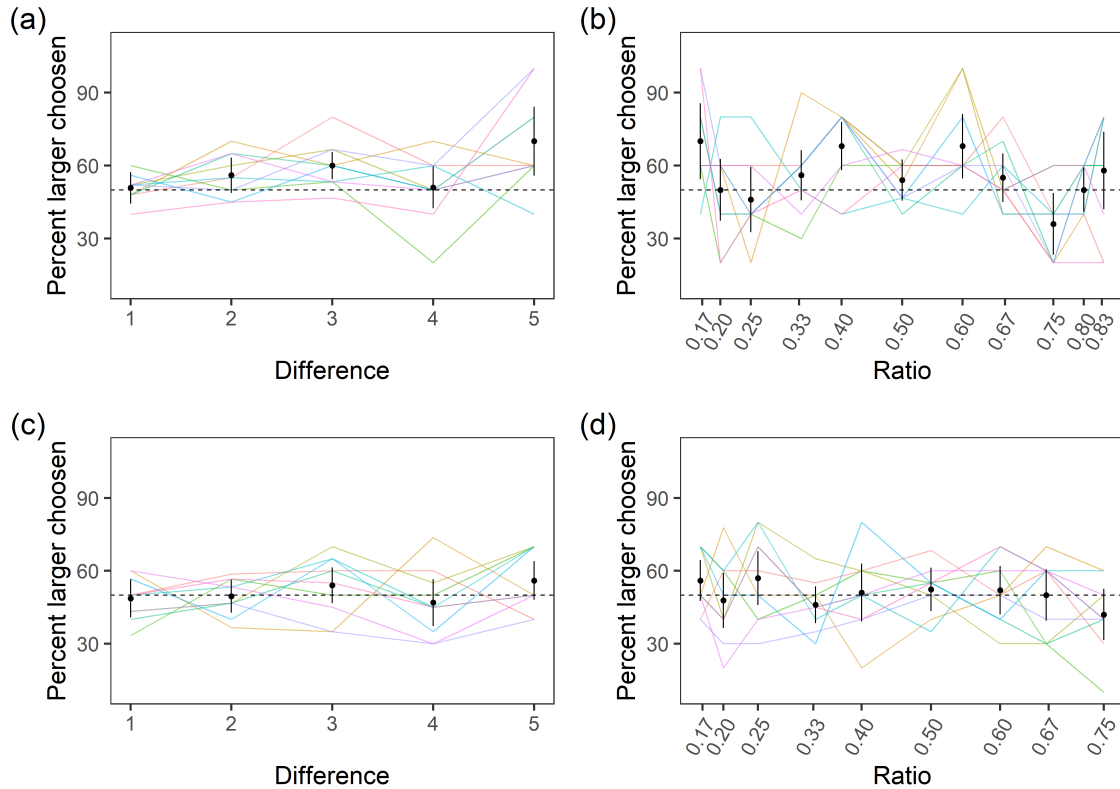 (a)
Percent larger choosen
90
60
30
1 2 3 4 5
Difference
(b)
Percent larger choosen
90
60
30
0.17 0.20 0.25 0.33 0.40 0.50 0.60 0.67 0.75 0.80 0.83
Ratio
(c)
Percent larger choosen
90
60
30
1 2 3 4 5
Difference
(d)
Percent larger choosen
90
60
30
0.17 0.20 0.25 0.33 0.40 0.50 0.60 0.67 0.75
Ratio